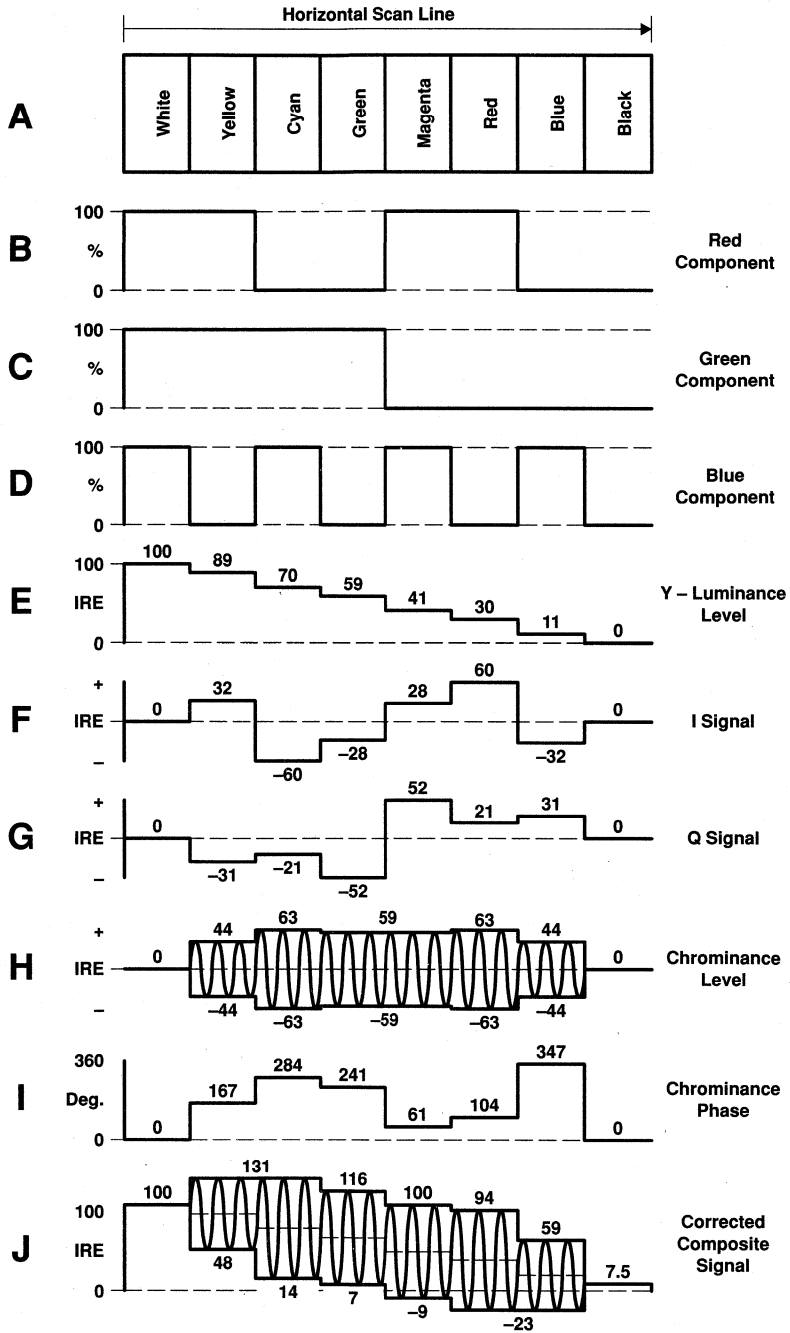 Horizontal Scan Line
A
White
Yellow
Cyan
Green
Magenta
Red
Blue
Black
B
100
%
0
Red
Component
C
100
%
0
Green
Component
D
100
%
0
Blue
Component
E
100
IRE
0
100
89
70
59
41
30
11
0
Y – Luminance
Level
F
+
IRE
–
0
32
–60
–28
28
60
–32
0
I Signal
G
+
IRE
–
0
–31
–21
–52
52
21
31
0
Q Signal
H
+
IRE
–
0
44
63
59
63
44
0
–44
–63
–59
–63
–44
Chrominance
Level
I
360
Deg.
0
0
167
284
241
61
104
347
0
Chrominance
Phase
J
100
IRE
0
100
131
116
100
94
59
7.5
48
14
7
–9
–23
Corrected
Composite
Signal